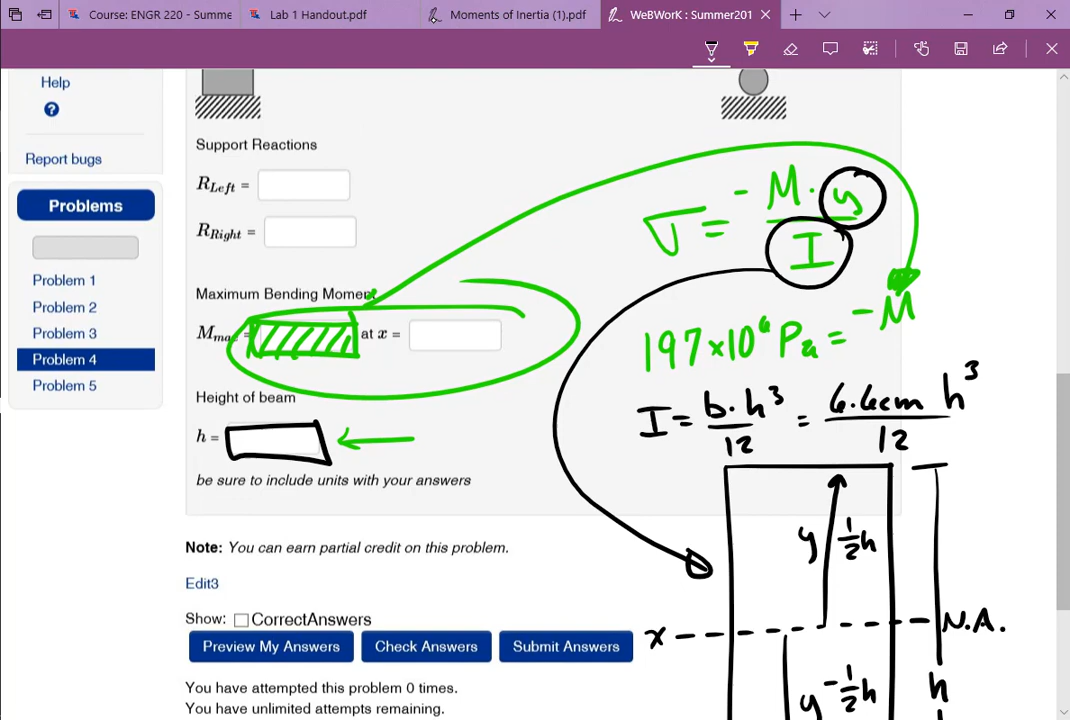 Course: ENGR 220 - Summe
Lab 1 Handout.pdf
Moments of Inertia (1).pdf
WeBWorK : Summer201
Help
Report bugs
Problems
Problem 1
Problem 2
Problem 3
Problem 4
Problem 5
Support Reactions
R_Left =
R_Right =
Maximum Bending Moment
M_ma = at x =
Height of beam
h =
be sure to include units with your answers
Note: You can earn partial credit on this problem.
Edit3
Show: CorrectAnswers
Preview My Answers
Check Answers
Submit Answers
You have attempted this problem 0 times.
You have unlimited attempts remaining.
σ = -M·y / I
197×10⁶ Pa = -M
I = b·h³/12 = 6.6cm h³/12
y ½h
x
N.A.
y -½h
h